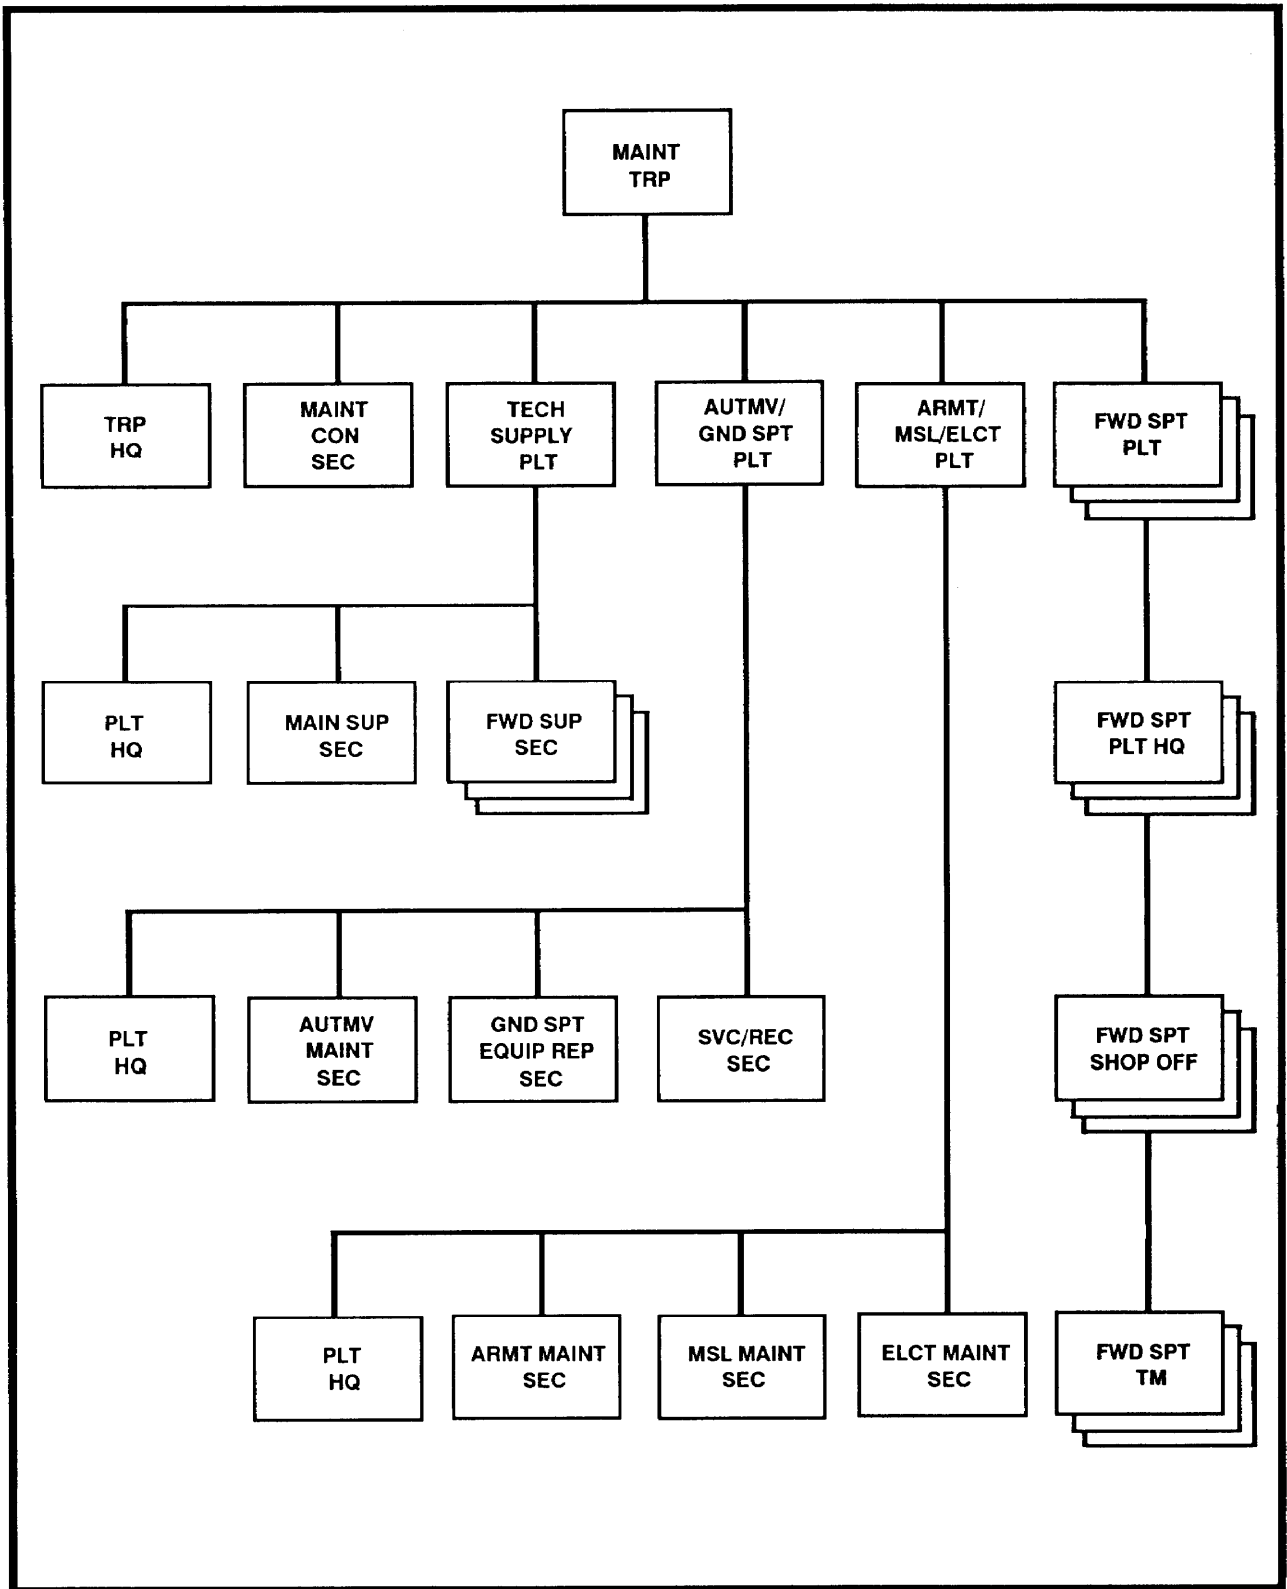 MAINT
TRP
TRP
HQ
MAINT
CON
SEC
TECH
SUPPLY
PLT
AUTMV/
GND SPT
PLT
ARMT/
MSL/ELCT
PLT
FWD SPT
PLT
PLT
HQ
MAIN SUP
SEC
FWD SUP
SEC
FWD SPT
PLT HQ
PLT
HQ
AUTMV
MAINT
SEC
GND SPT
EQUIP REP
SEC
SVC/REC
SEC
FWD SPT
SHOP OFF
PLT
HQ
ARMT MAINT
SEC
MSL MAINT
SEC
ELCT MAINT
SEC
FWD SPT
TM